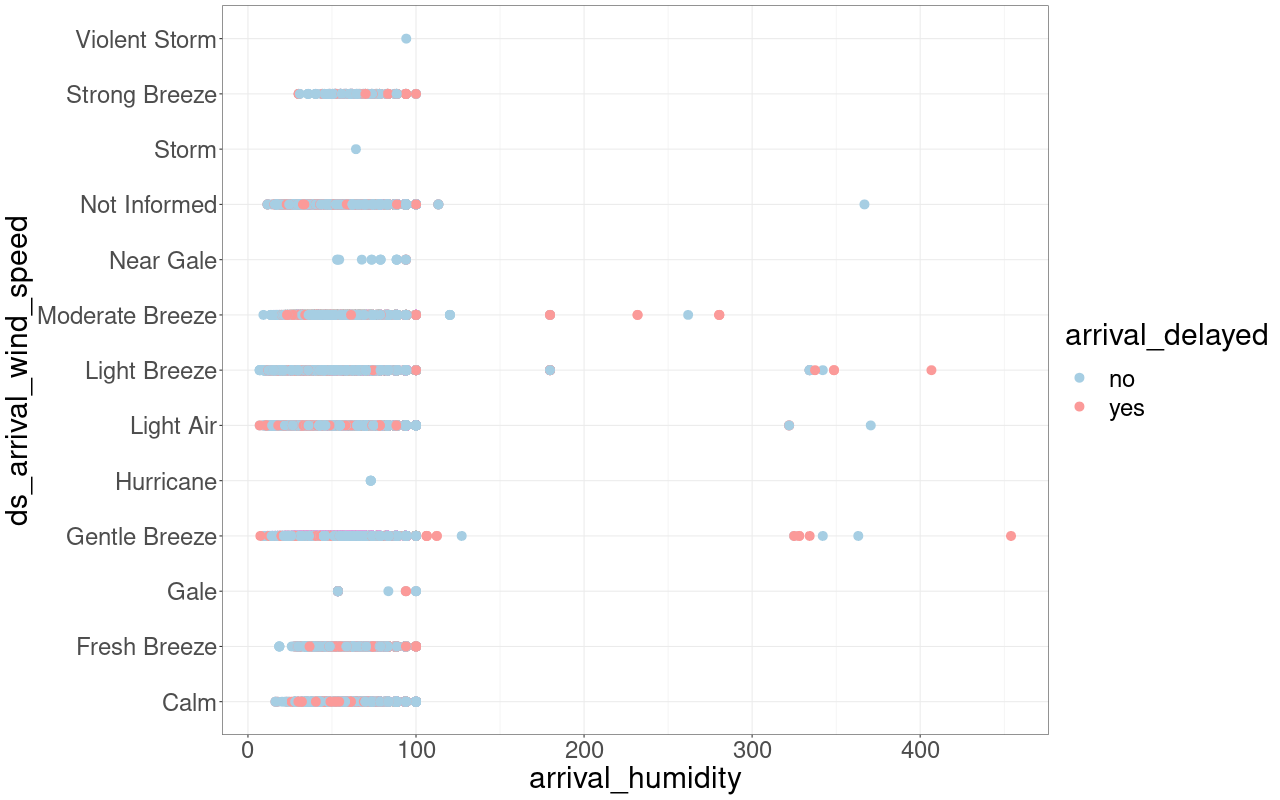 ds_arrival_wind_speed
Violent Storm
Strong Breeze
Storm
Not Informed
Near Gale
Moderate Breeze
Light Breeze
Light Air
Hurricane
Gentle Breeze
Gale
Fresh Breeze
Calm
0 100 200 300 400
arrival_humidity
arrival_delayed
no
yes